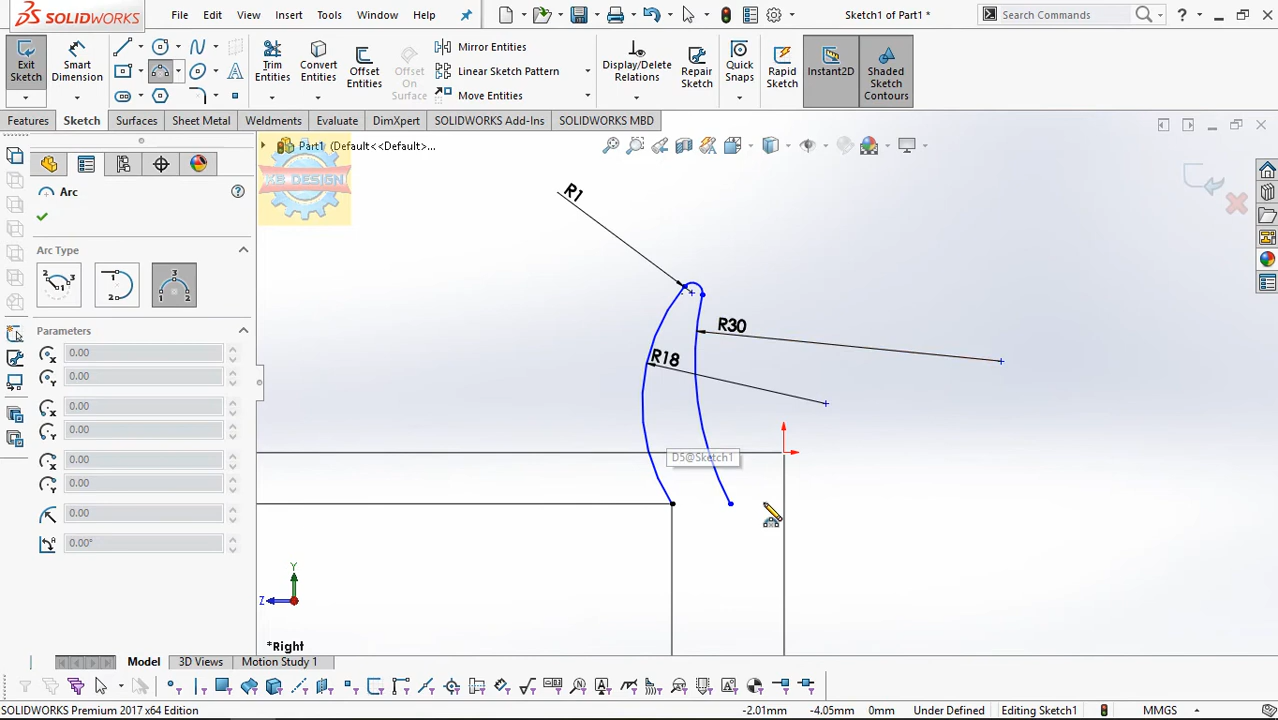 SOLIDWORKS
File Edit View Insert Tools Window Help
Sketch1 of Part1 *
Search Commands
Exit Sketch
Smart Dimension
Trim Entities
Convert Entities
Offset Entities
Offset On Surface
Mirror Entities
Linear Sketch Pattern
Move Entities
Display/Delete Relations
Repair Sketch
Quick Snaps
Rapid Sketch
Instant2D
Shaded Sketch Contours
Features Sketch Surfaces Sheet Metal Weldments Evaluate DimXpert SOLIDWORKS Add-Ins SOLIDWORKS MBD
Part1 (Default<<Default>...
KB DESIGN
Arc
Arc Type
Parameters
0.00
0.00
0.00
0.00
0.00
0.00
0.00
0.00°
R1
R30
R18
D5@Sketch1
Y
Z
*Right
Model 3D Views Motion Study 1
SOLIDWORKS Premium 2017 x64 Edition
-2.01mm -4.05mm 0mm Under Defined Editing Sketch1 MMGS